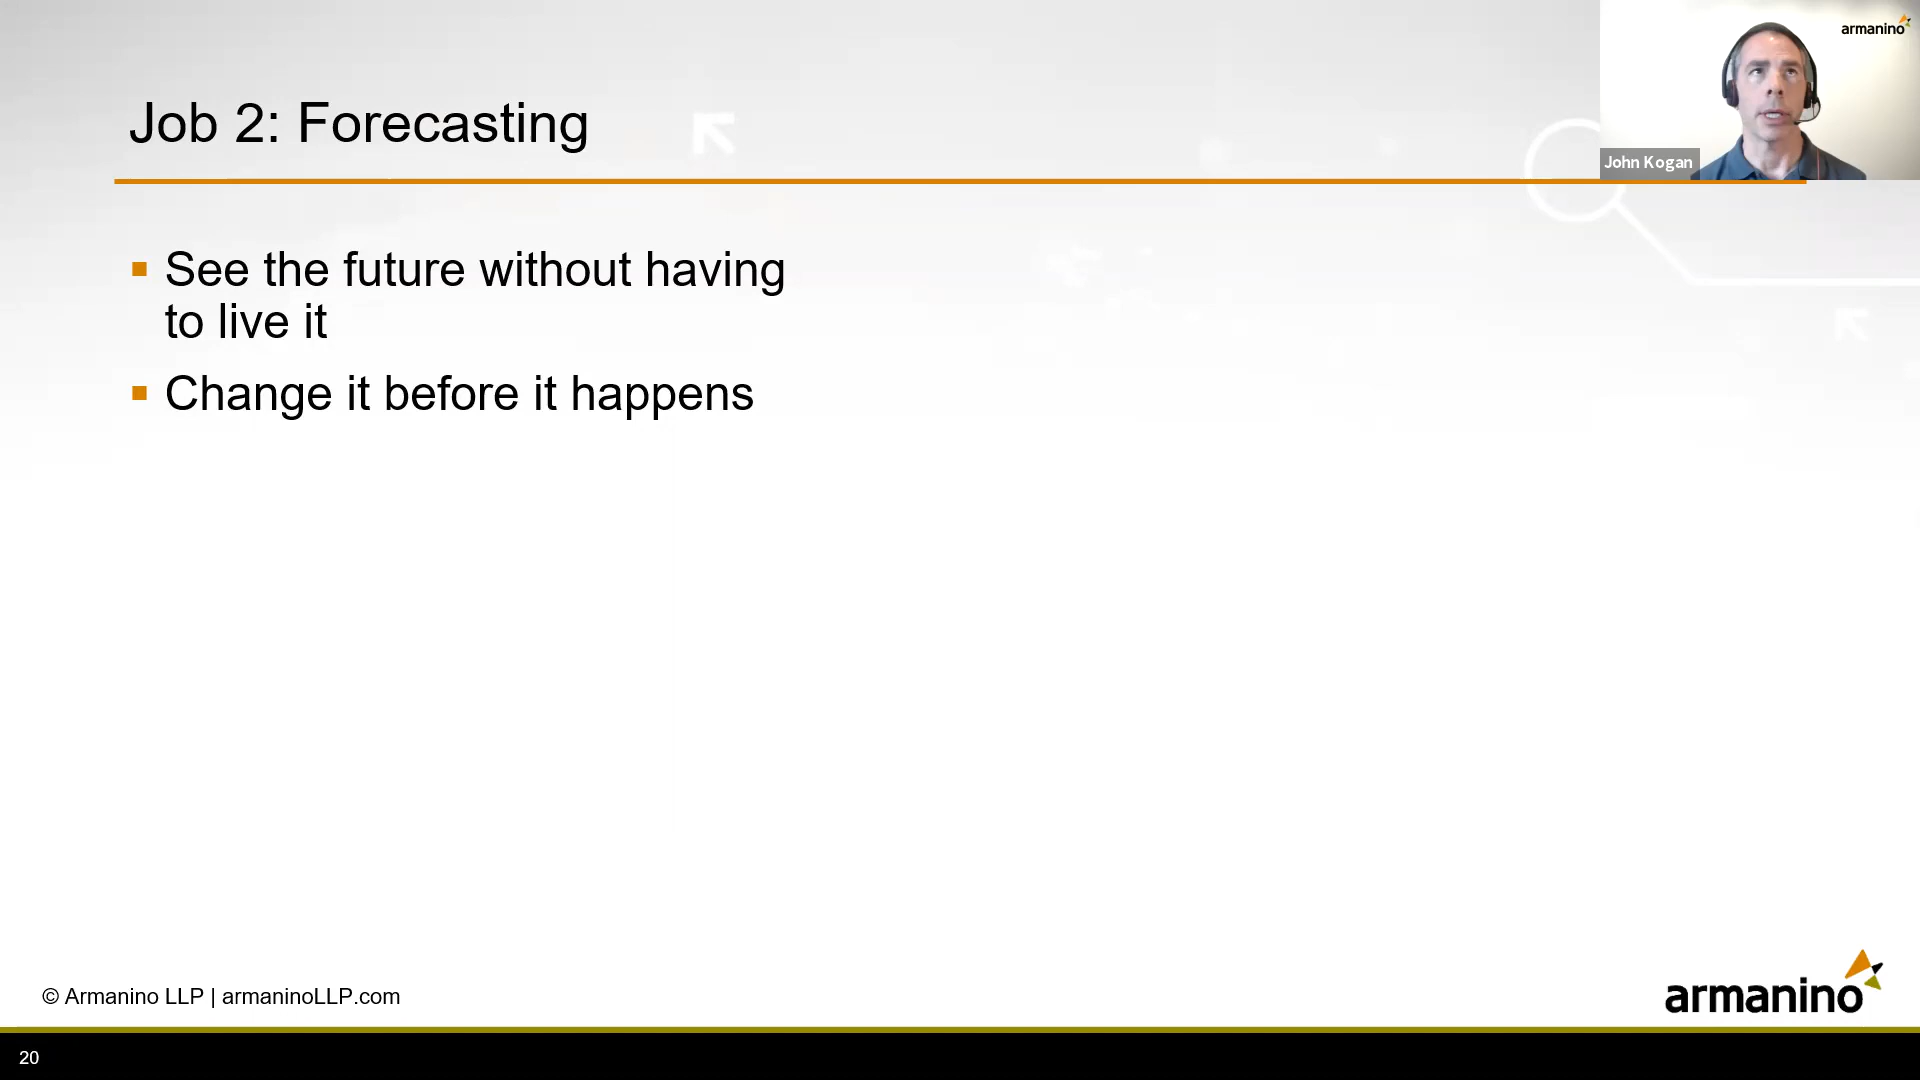 armanino
Job 2: Forecasting
John Kogan
See the future without having
to live it
Change it before it happens
© Armanino LLP | armaninoLLP.com
armanino
20